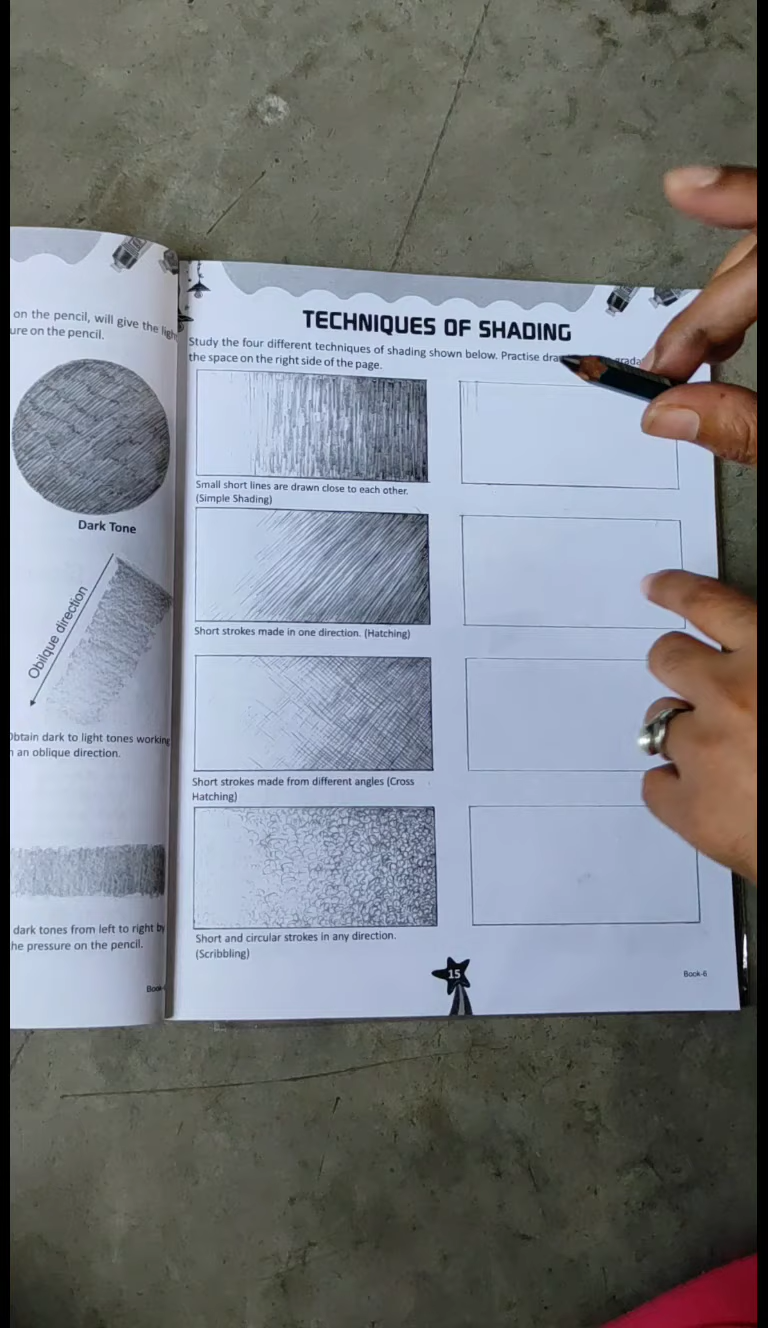 on the pencil, will give the
ure on the pencil.
Dark Tone
Oblique direction
btain dark to light tones working
an oblique direction.
dark tones from left to right by
he pressure on the pencil.
TECHNIQUES OF SHADING
Study the four different techniques of shading shown below. Practise
the space on the right side of the page.
Small short lines are drawn close to each other.
(Simple Shading)
Short strokes made in one direction. (Hatching)
Short strokes made from different angles (Cross
Hatching)
Short and circular strokes in any direction.
(Scribbling)
15
Book-6